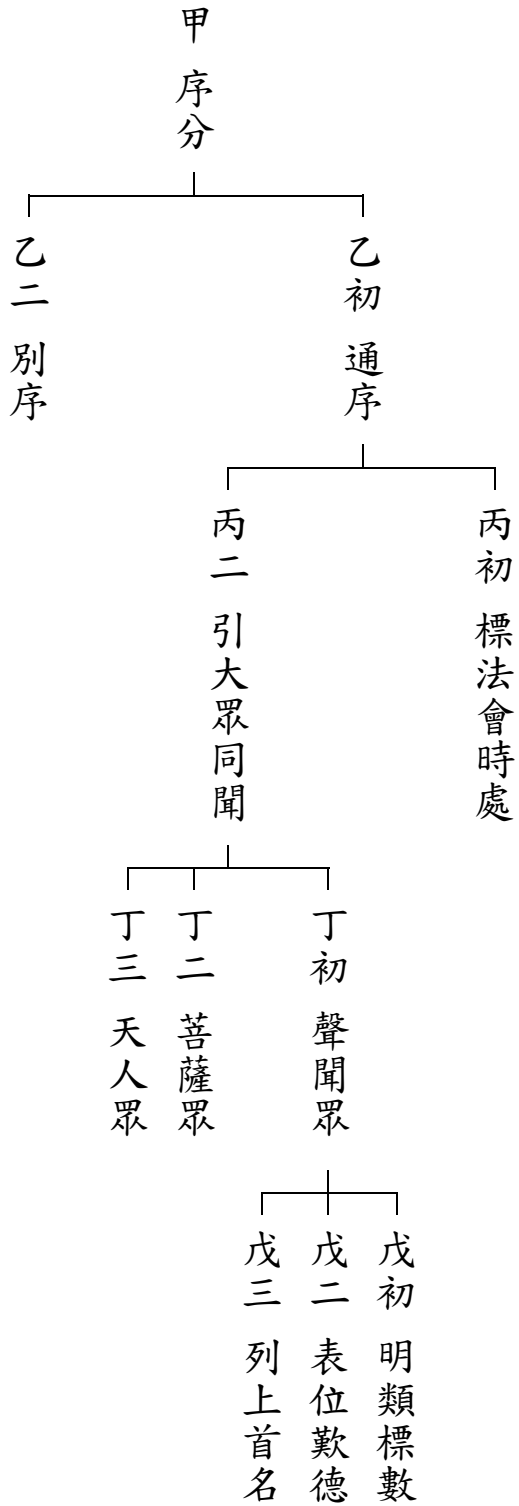 甲 序分
乙初 通序
乙二 別序
丙初 標法會時處
丙二 引大眾同聞
丁初 聲聞眾
丁二 菩薩眾
丁三 天人眾
戊初 明類標數
戊二 表位歎德
戊三 列上首名